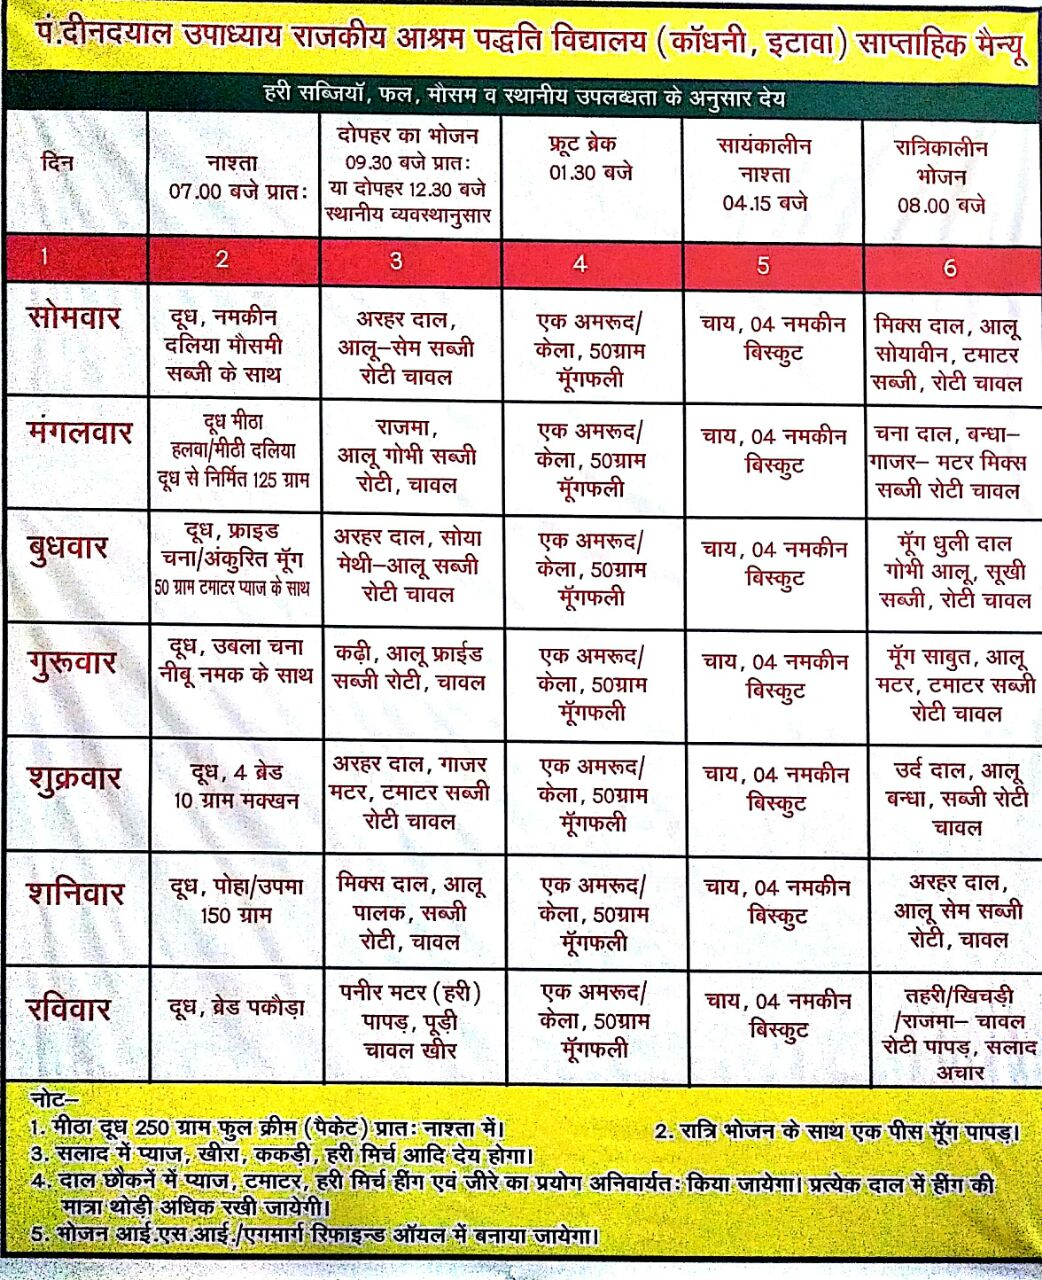 पं.दीनदयाल उपाध्याय राजकीय आश्रम पद्धति विद्यालय (कॉधनी, इटावा) साप्ताहिक मैन्यू
हरी सब्जियॉ, फल, मौसम व स्थानीय उपलब्धता के अनुसार देय
दिन
नाश्ता
07.00 बजे प्रातः
दोपहर का भोजन
09.30 बजे प्रातः
या दोपहर 12.30 बजे
स्थानीय व्यवस्थानुसार
फ्रूट ब्रेक
01.30 बजे
सायंकालीन
नाश्ता
04.15 बजे
रात्रिकालीन
भोजन
08.00 बजे
1 2 3 4 5 6
सोमवार
दूध, नमकीन
दलिया मौसमी
सब्जी के साथ
अरहर दाल,
आलू–सेम सब्जी
रोटी चावल
एक अमरूद/
केला, 50ग्राम
मूॅगफली
चाय, 04 नमकीन
बिस्कुट
मिक्स दाल, आलू
सोयावीन, टमाटर
सब्जी, रोटी चावल
मंगलवार
दूध मीठा
हलवा/मीठी दलिया
दूध से निर्मित 125 ग्राम
राजमा,
आलू गोभी सब्जी
रोटी, चावल
एक अमरूद/
केला, 50ग्राम
मूॅगफली
चाय, 04 नमकीन
बिस्कुट
चना दाल, बन्धा–
गाजर– मटर मिक्स
सब्जी रोटी चावल
बुधवार
दूध, फ्राइड
चना/अंकुरित मूॅग
50 ग्राम टमाटर प्याज के साथ
अरहर दाल, सोया
मेथी–आलू सब्जी
रोटी चावल
एक अमरूद/
केला, 50ग्राम
मूॅगफली
चाय, 04 नमकीन
बिस्कुट
मूॅग धुली दाल
गोभी आलू, सूखी
सब्जी, रोटी चावल
गुरूवार
दूध, उबला चना
नीबू नमक के साथ
कढ़ी, आलू फ्राईड
सब्जी रोटी, चावल
एक अमरूद/
केला, 50ग्राम
मूॅगफली
चाय, 04 नमकीन
बिस्कुट
मूॅग साबुत, आलू
मटर, टमाटर सब्जी
रोटी चावल
शुक्रवार
दूध, 4 ब्रेड
10 ग्राम मक्खन
अरहर दाल, गाजर
मटर, टमाटर सब्जी
रोटी चावल
एक अमरूद/
केला, 50ग्राम
मूॅगफली
चाय, 04 नमकीन
बिस्कुट
उर्द दाल, आलू
बन्धा, सब्जी रोटी
चावल
शनिवार
दूध, पोहा/उपमा
150 ग्राम
मिक्स दाल, आलू
पालक, सब्जी
रोटी, चावल
एक अमरूद/
केला, 50ग्राम
मूॅगफली
चाय, 04 नमकीन
बिस्कुट
अरहर दाल,
आलू सेम सब्जी
रोटी, चावल
रविवार
दूध, ब्रेड पकौड़ा
पनीर मटर (हरी)
पापड़, पूड़ी
चावल खीर
एक अमरूद/
केला, 50ग्राम
मूॅगफली
चाय, 04 नमकीन
बिस्कुट
तहरी/खिचड़ी
/राजमा– चावल
रोटी पापड़, सलाद
अचार
नोट–
1. मीठा दूध 250 ग्राम फुल क्रीम (पैकेट) प्रातः नाश्ता में। 2. रात्रि भोजन के साथ एक पीस मूॅग पापड़।
3. सलाद में प्याज, खीरा, ककड़ी, हरी मिर्च आदि देय होगा।
4. दाल छौकनें में प्याज, टमाटर, हरी मिर्च हींग एवं जीरे का प्रयोग अनिवार्यतः किया जायेगा। प्रत्येक दाल में हींग की
मात्रा थोड़ी अधिक रखी जायेगी।
5. भोजन आई.एस.आई./एगमार्ग रिफाइन्ड ऑयल में बनाया जायेगा।